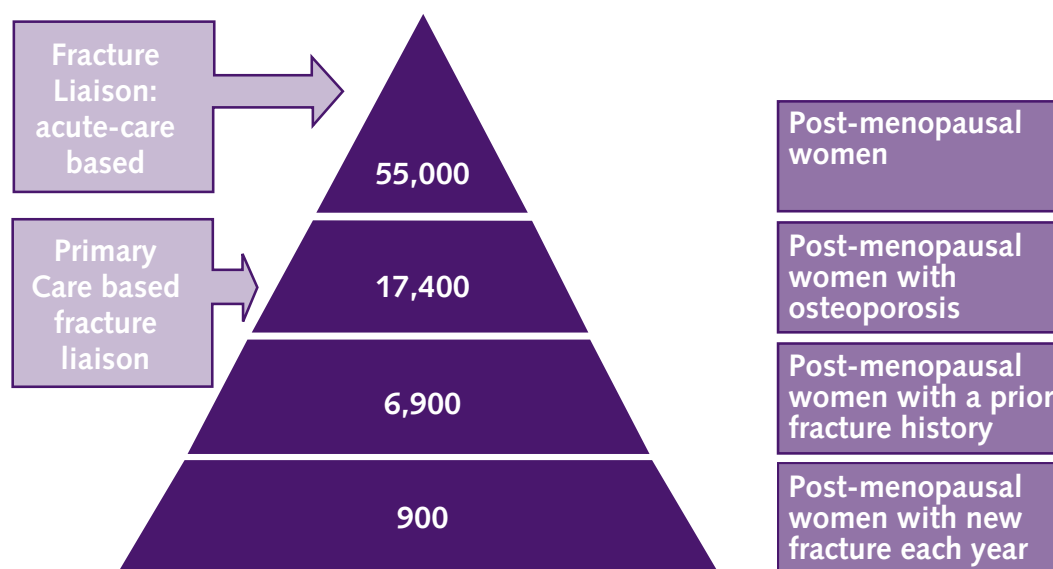 Fracture
Liaison:
acute-care
based
55,000
Post-menopausal
women
Primary
Care based
fracture
liaison
17,400
Post-menopausal
women with
osteoporosis
6,900
Post-menopausal
women with a prior
fracture history
900
Post-menopausal
women with new
fracture each year